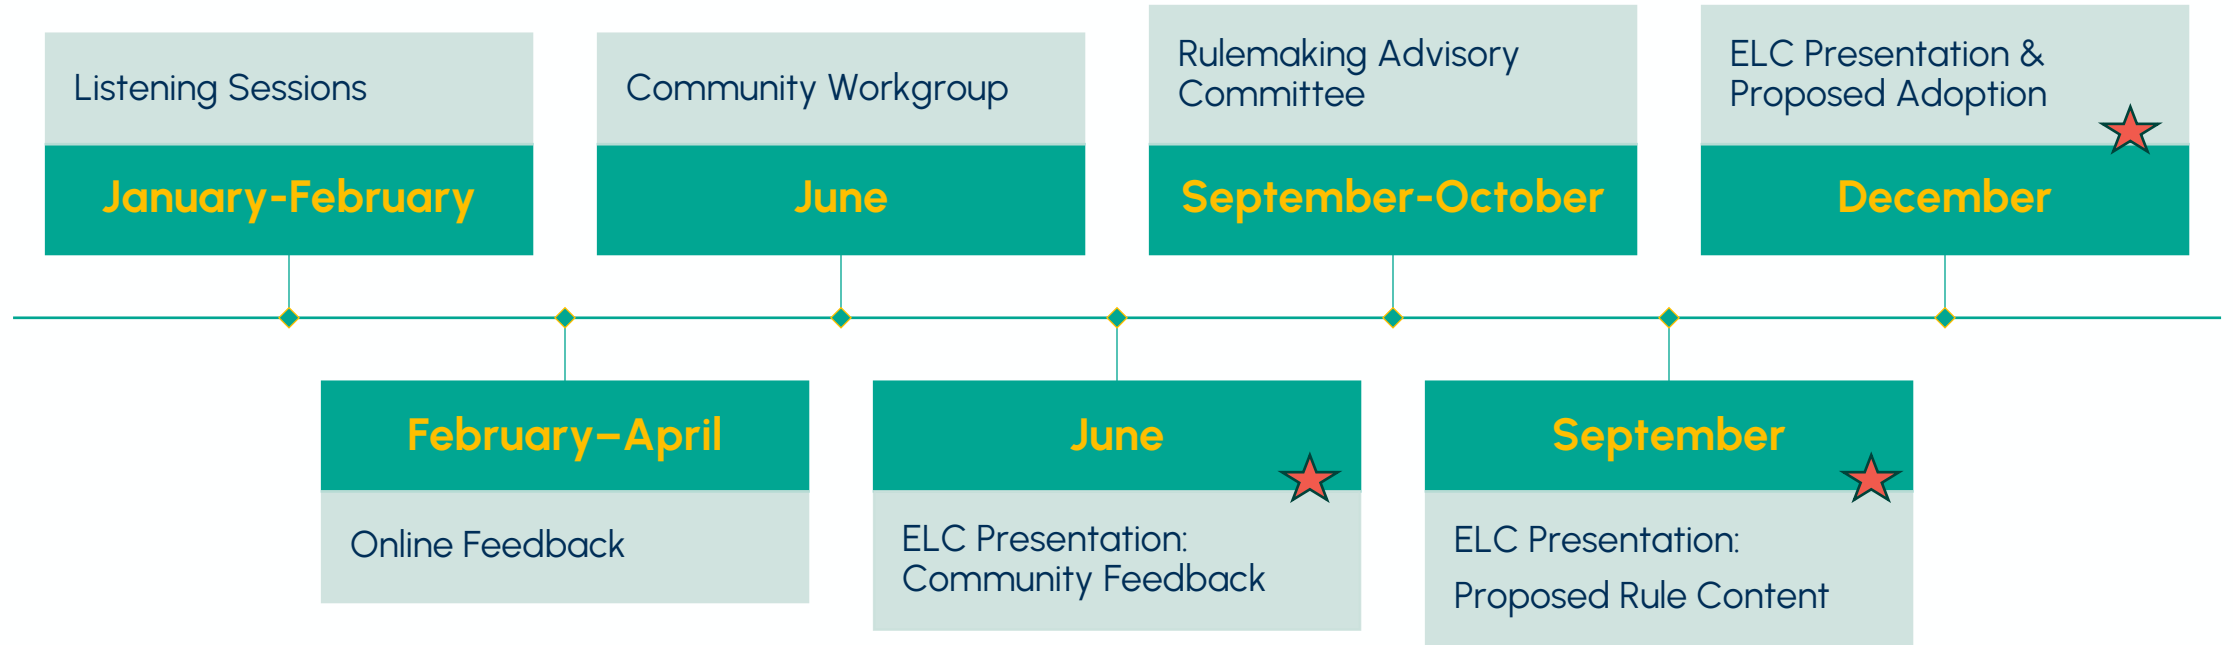 Listening Sessions
January-February
Community Workgroup
June
Rulemaking Advisory
Committee
September-October
ELC Presentation &
Proposed Adoption
December
February–April
Online Feedback
June
ELC Presentation:
Community Feedback
September
ELC Presentation:
Proposed Rule Content